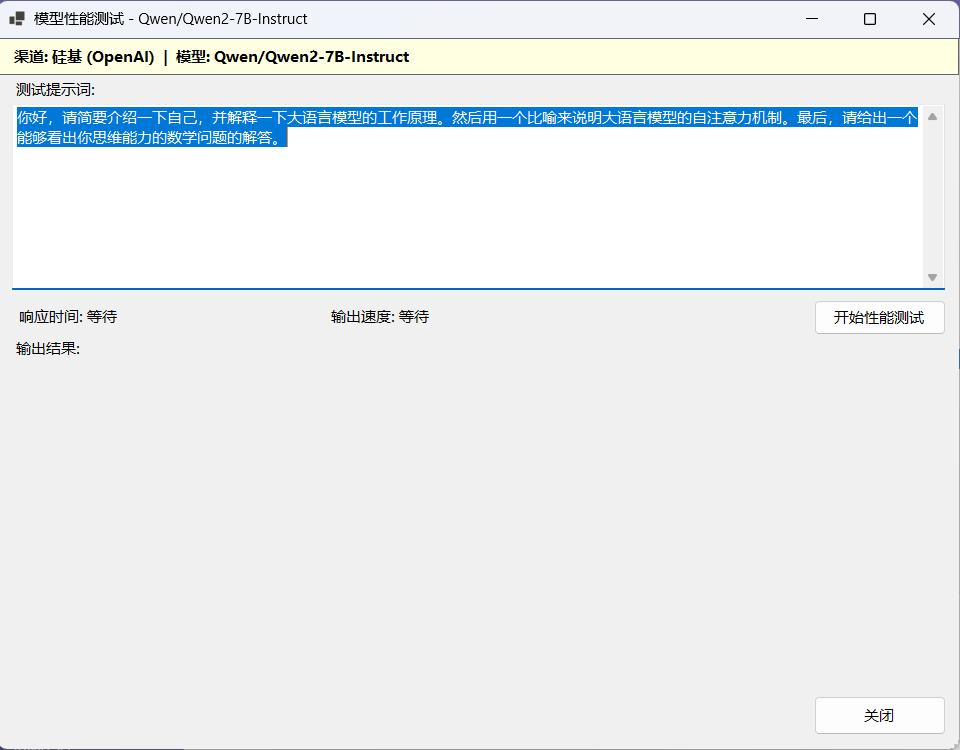 模型性能测试 - Qwen/Qwen2-7B-Instruct
渠道: 硅基 (OpenAI) | 模型: Qwen/Qwen2-7B-Instruct
测试提示词:
你好，请简要介绍一下自己，并解释一下大语言模型的工作原理。然后用一个比喻来说明大语言模型的自注意力机制。最后，请给出一个
能够看出你思维能力的数学问题的解答。
响应时间: 等待 输出速度: 等待 开始性能测试
输出结果:
关闭